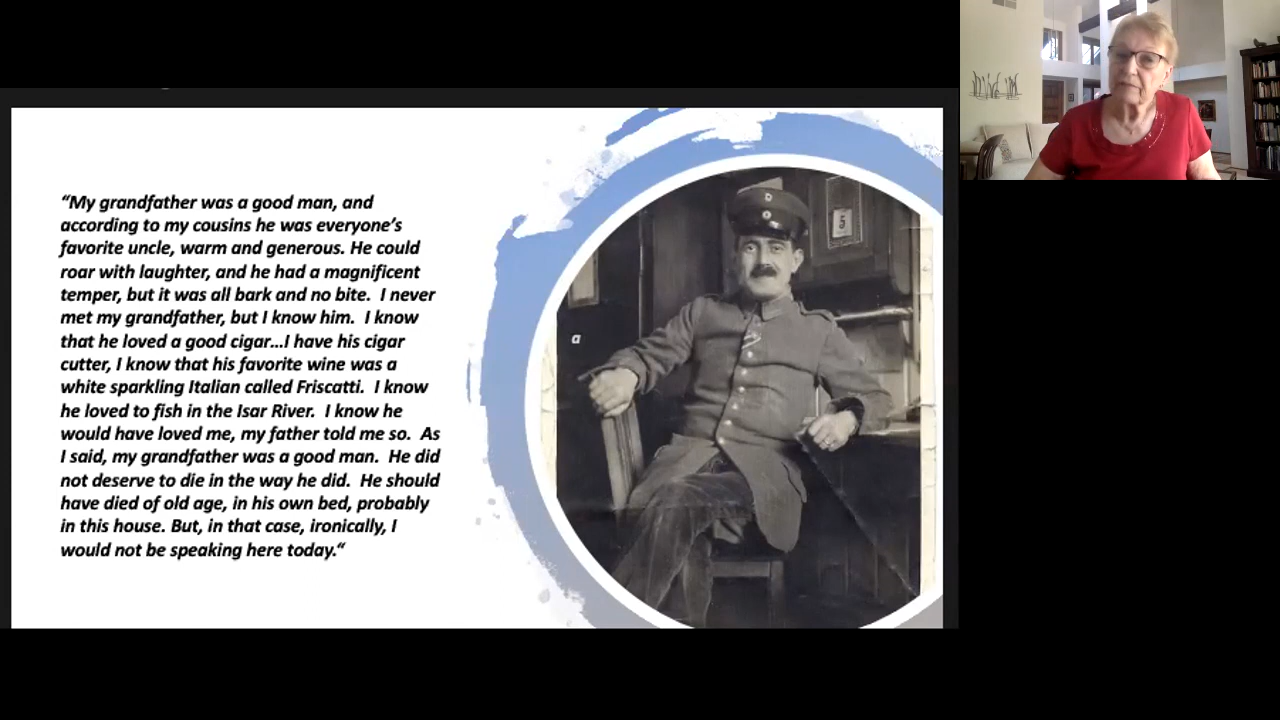 “My grandfather was a good man, and
according to my cousins he was everyone’s
favorite uncle, warm and generous. He could
roar with laughter, and he had a magnificent
temper, but it was all bark and no bite.  I never
met my grandfather, but I know him.  I know
that he loved a good cigar...I have his cigar
cutter, I know that his favorite wine was a
white sparkling Italian called Friscatti.  I know
he loved to fish in the Isar River.  I know he
would have loved me, my father told me so.  As
I said, my grandfather was a good man.  He did
not deserve to die in the way he did.  He should
have died of old age, in his own bed, probably
in this house. But, in that case, ironically, I
would not be speaking here today.“
5
a